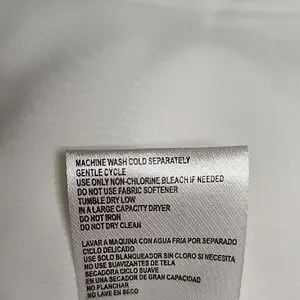 MACHINE WASH COLD SEPARATELY
GENTLE CYCLE
USE ONLY NON-CHLORINE BLEACH IF NEEDED
DO NOT USE FABRIC SOFTENER
TUMBLE DRY LOW
IN A LARGE CAPACITY DRYER
DO NOT IRON
DO NOT DRY CLEAN
LAVAR A MAQUINA CON AGUA FRIA POR SEPARADO
CICLO DELICADO
USE SOLO BLANQUEADOR SIN CLORO SI NECESITA
NO USE SUAVIZANTES DE TELA
SECADORA CICLO SUAVE
EN UNA SECADOR DE GRAN CAPACIDAD
NO PLANCHAR
NO LAVE EN SECO